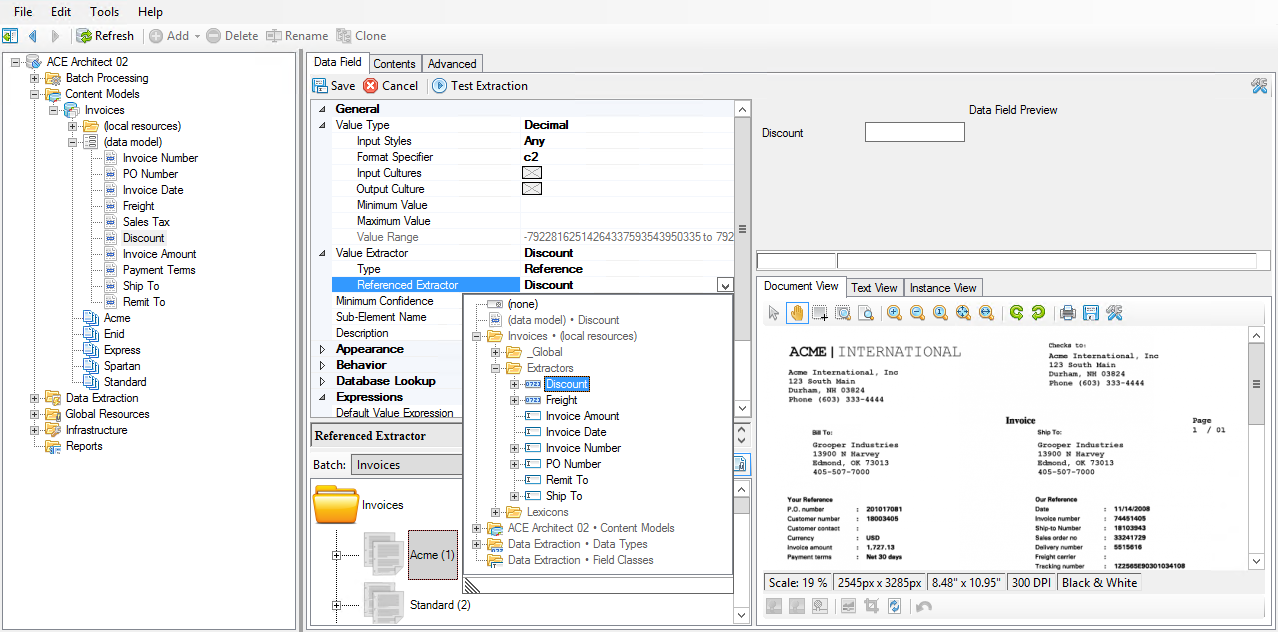 File Edit Tools Help
Refresh Add Delete Rename Clone
ACE Architect 02
Batch Processing
Content Models
Invoices
(local resources)
(data model)
Invoice Number
PO Number
Invoice Date
Freight
Sales Tax
Discount
Invoice Amount
Payment Terms
Ship To
Remit To
Acme
Enid
Express
Spartan
Standard
Data Extraction
Global Resources
Infrastructure
Reports
Data Field Contents Advanced
Save Cancel Test Extraction
General
Value Type Decimal
Input Styles Any
Format Specifier c2
Input Cultures
Output Culture
Minimum Value
Maximum Value
Value Range -79228162514264337593543950335 to 792
Value Extractor Discount
Type Reference
Referenced Extractor Discount
Minimum Confidence
Sub-Element Name
Description
Appearance
Behavior
Database Lookup
Expressions
Default Value Expression
Referenced Extractor
Batch: Invoices
Invoices
Acme (1)
Standard (2)
(none)
(data model) • Discount
Invoices • (local resources)
_Global
Extractors
Discount
Freight
Invoice Amount
Invoice Date
Invoice Number
PO Number
Remit To
Ship To
Lexicons
ACE Architect 02 • Content Models
Data Extraction • Data Types
Data Extraction • Field Classes
Data Field Preview
Discount
Document View Text View Instance View
ACME | INTERNATIONAL
Acme International, Inc
123 South Main
Durham, NH 03824
Phone (603) 333-4444
Checks to:
Acme International, Inc
123 South Main
Durham, NH 03824
Phone (603) 333-4444
Invoice
Page
1 / 01
Bill To:
Grooper Industries
13900 N Harvey
Edmond, OK 73013
405-507-7000
Ship To:
Grooper Industries
13900 N Harvey
Edmond, OK 73013
405-507-7000
Your Reference
P.O. number : 201017081
Customer number : 18003405
Customer contact :
Currency : USD
Invoice amount : 1,727.13
Payment terms : Net 30 days
Our Reference
Date : 11/14/2008
Invoice number : 74451405
Ship-to Number : 18103943
Sales order no : 33241729
Delivery number : 5515616
Freight carrier :
Tracking number : 1Z2565E90301034108
Scale: 19 % 2545px x 3285px 8.48" x 10.95" 300 DPI Black & White